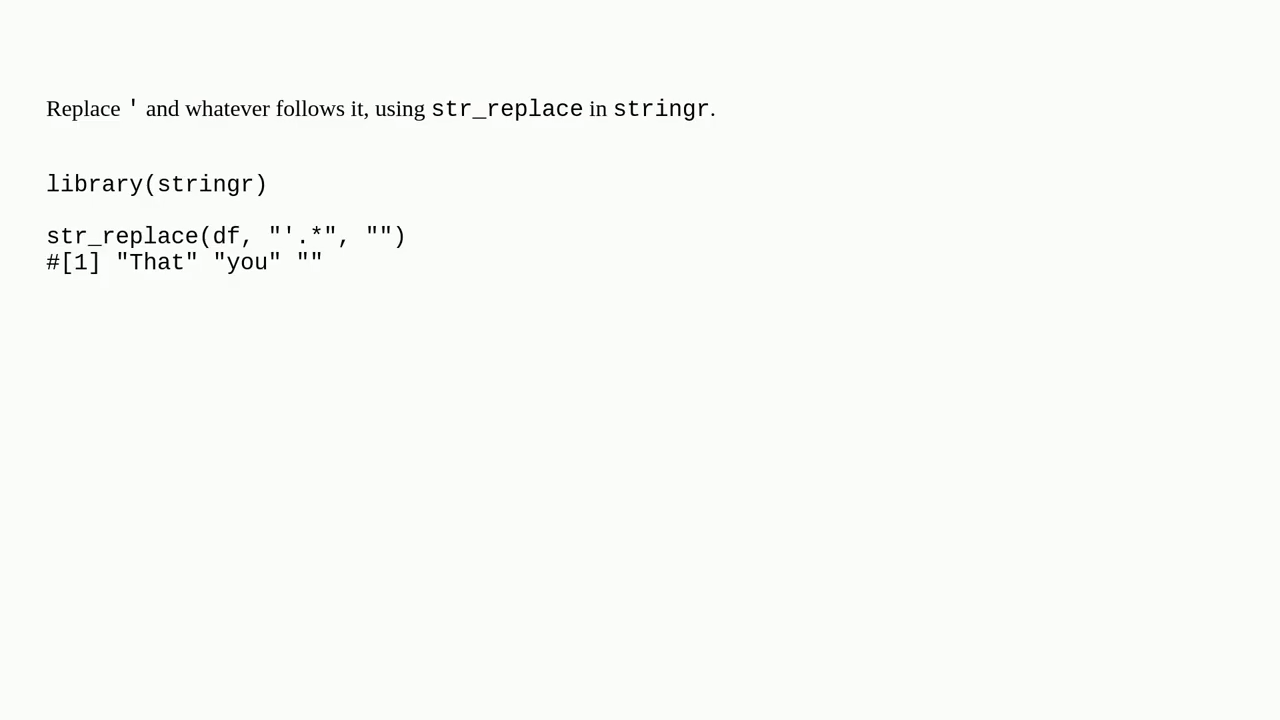 Replace ' and whatever follows it, using str_replace in stringr.
library(stringr)
str_replace(df, "'.*", "")
#[1] "That" "you" ""